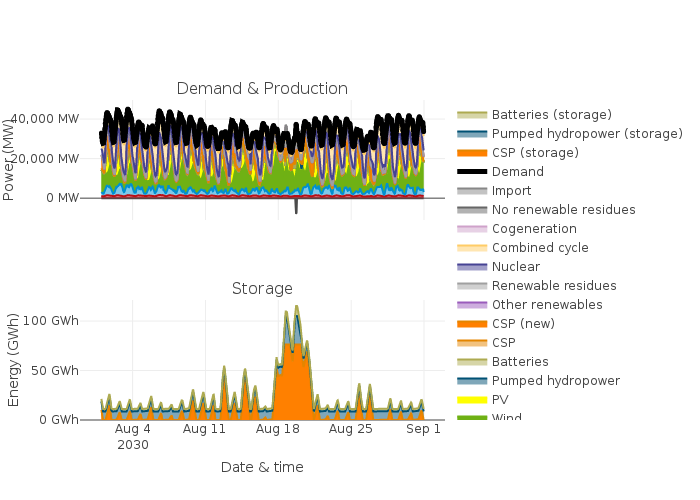 Demand & Production
40,000 MW
20,000 MW
0 MW
Power (MW)
Storage
100 GWh
50 GWh
0 GWh
Energy (GWh)
Aug 4
2030
Aug 11
Aug 18
Aug 25
Sep 1
Date & time
Batteries (storage)
Pumped hydropower (storage)
CSP (storage)
Demand
Import
No renewable residues
Cogeneration
Combined cycle
Nuclear
Renewable residues
Other renewables
CSP (new)
CSP
Batteries
Pumped hydropower
PV
Wind